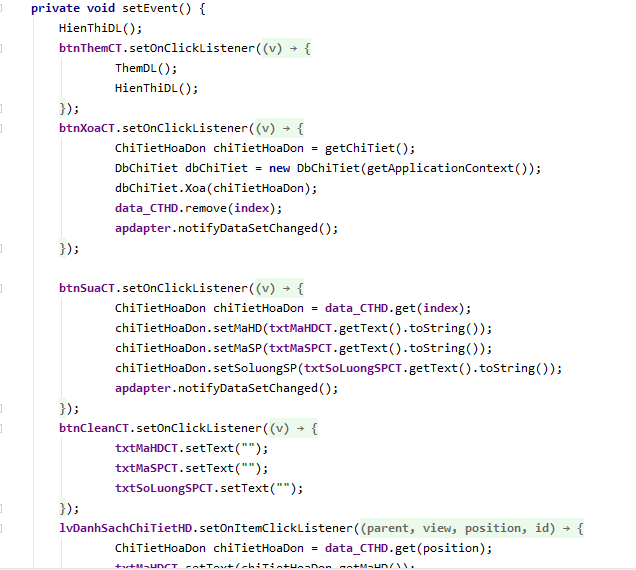 private void setEvent() {
HienThiDL();
btnThemCT.setOnClickListener((v) → {
ThemDL();
HienThiDL();
});
btnXoaCT.setOnClickListener((v) → {
ChiTietHoaDon chiTietHoaDon = getChiTiet();
DbChiTiet dbChiTiet = new DbChiTiet(getApplicationContext());
dbChiTiet.Xoa(chiTietHoaDon);
data_CTHD.remove(index);
apdapter.notifyDataSetChanged();
});
btnSuaCT.setOnClickListener((v) → {
ChiTietHoaDon chiTietHoaDon = data_CTHD.get(index);
chiTietHoaDon.setMaHD(txtMaHDCT.getText().toString());
chiTietHoaDon.setMaSP(txtMaSPCT.getText().toString());
chiTietHoaDon.setSoluongSP(txtSoLuongSPCT.getText().toString());
apdapter.notifyDataSetChanged();
});
btnCleanCT.setOnClickListener((v) → {
txtMaHDCT.setText("");
txtMaSPCT.setText("");
txtSoLuongSPCT.setText("");
});
lvDanhSachChiTietHD.setOnItemClickListener((parent, view, position, id) → {
ChiTietHoaDon chiTietHoaDon = data_CTHD.get(position);
txtMaHDCT.setText(chiTietHoaDon.getMaHD());